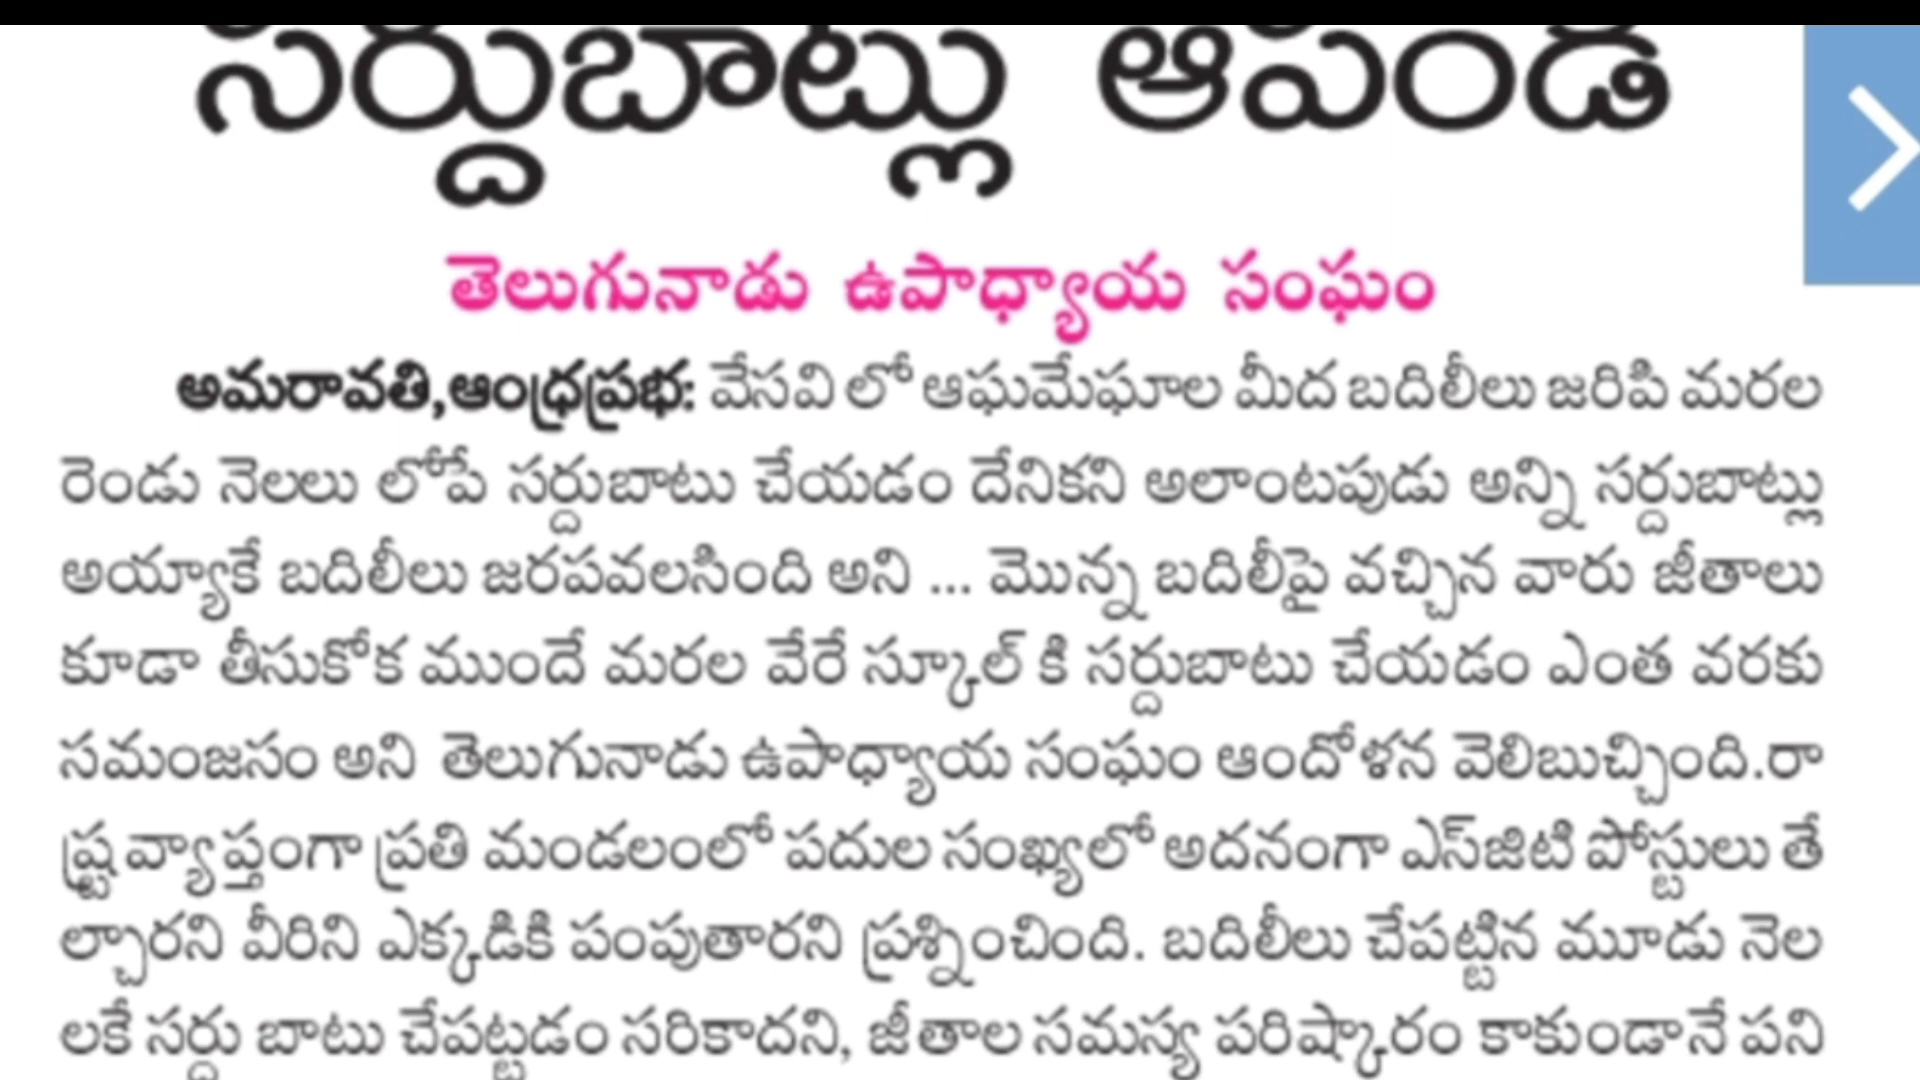 సర్దుబాట్లు ఆపండి
తెలుగునాడు ఉపాధ్యాయ సంఘం
అమరావతి,ఆంధ్రప్రభ: వేసవి లో ఆఘమేఘాల మీద బదిలీలు జరిపి మరల
రెండు నెలలు లోపే సర్దుబాటు చేయడం దేనికని అలాంటపుడు అన్ని సర్దుబాట్లు
అయ్యాకే బదిలీలు జరపవలసింది అని ... మొన్న బదిలీపై వచ్చిన వారు జీతాలు
కూడా తీసుకోక ముందే మరల వేరే స్కూల్ కి సర్దుబాటు చేయడం ఎంత వరకు
సమంజసం అని తెలుగునాడు ఉపాధ్యాయ సంఘం ఆందోళన వెలిబుచ్చింది.రా
ష్ట్రవ్యాప్తంగా ప్రతి మండలంలో పదుల సంఖ్యలో అదనంగా ఎస్‌జిటి పోస్టులు తే
ల్చారని వీరిని ఎక్కడికి పంపుతారని ప్రశ్నించింది. బదిలీలు చేపట్టిన మూడు నెల
లకే సర్దు బాటు చేపట్టడం సరికాదని, జీతాల సమస్య పరిష్కారం కాకుండానే పని